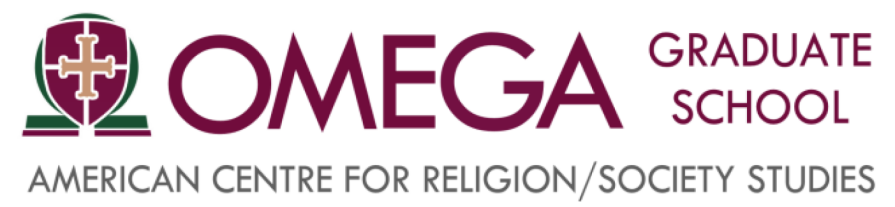 OMEGA
GRADUATE
SCHOOL
AMERICAN CENTRE FOR RELIGION/SOCIETY STUDIES